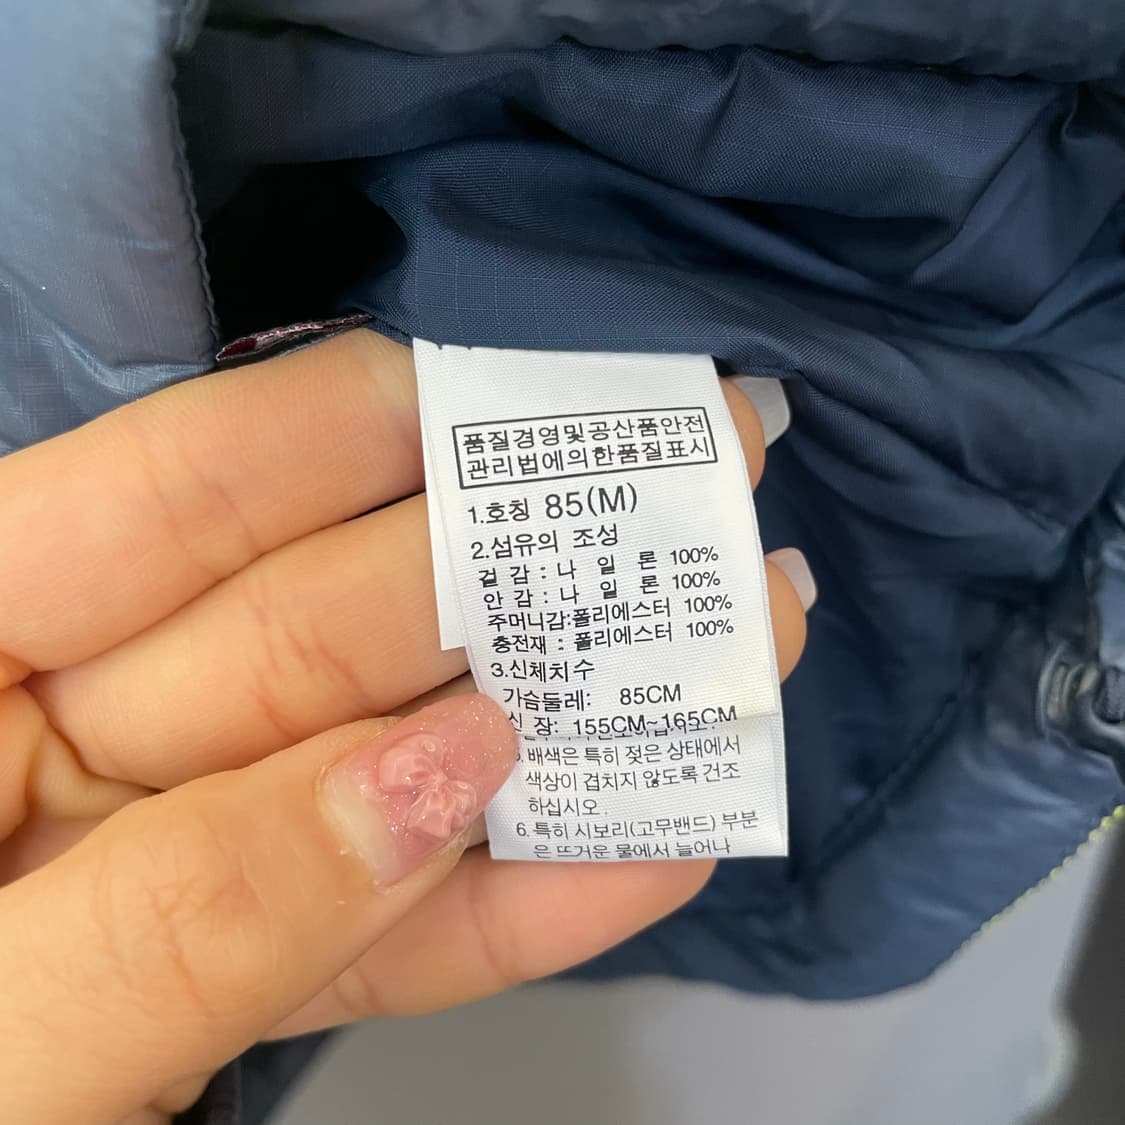 품질경영및공산품안전
관리법에의한품질표시
1.호칭 85(M)
2.섬유의 조성
겉 감 : 나 일 론 100%
안 감 : 나 일 론 100%
주머니감:폴리에스터 100%
충전재 : 폴리에스터 100%
3.신체치수
가슴둘레: 85CM
신 장: 155CM~165CM
. 배색은 특히 젖은 상태에서
색상이 겹치지 않도록 건조
하십시오.
6. 특히 시보리(고무밴드) 부분
은 뜨거운 물에서 늘어나